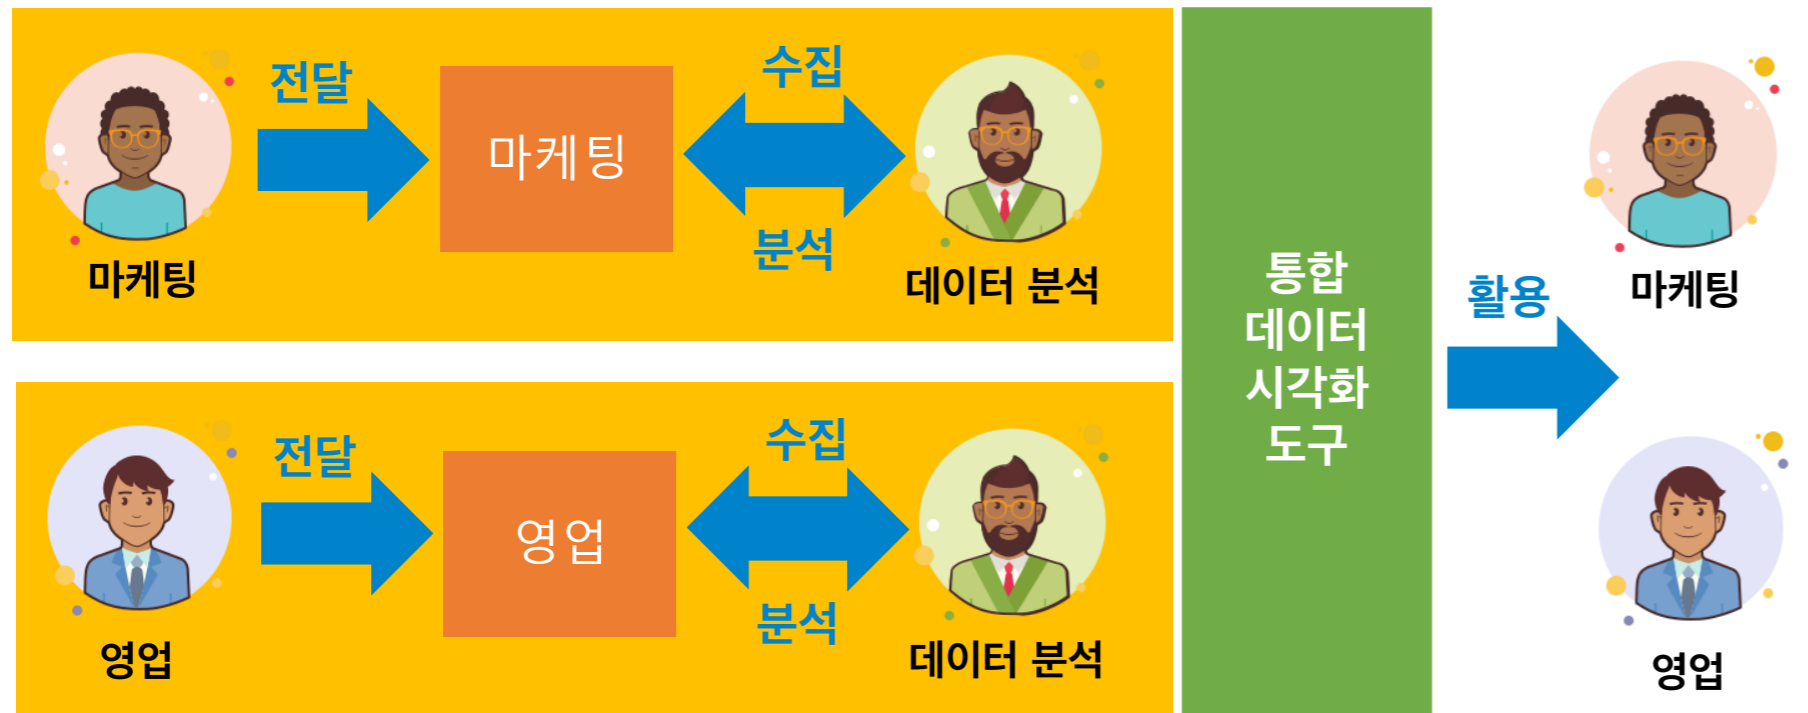 전달
수집
마케팅
분석
마케팅
데이터 분석
전달
수집
영업
분석
영업
데이터 분석
통합
데이터
시각화
도구
활용
마케팅
영업